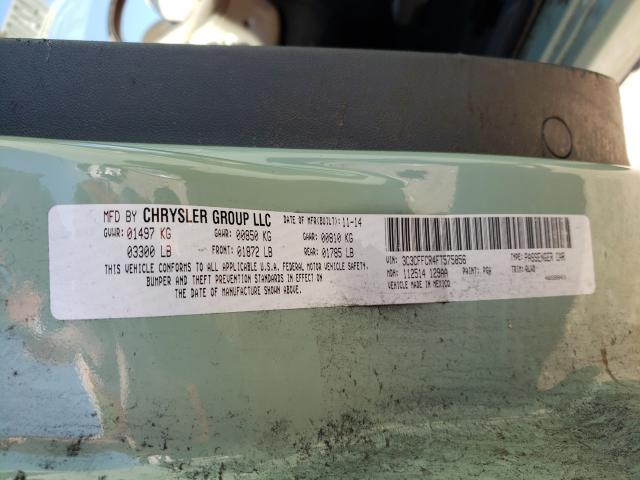 MFD BY CHRYSLER GROUP LLC DATE OF MFR(BUILT): 11-14
GVWR: 01497 KG GAWR: 00850 KG GAWR: 00810 KG
03300 LB FRONT: 01872 LB REAR: 01785 LB
THIS VEHICLE CONFORMS TO ALL APPLICABLE U.S.A. FEDERAL MOTOR VEHICLE SAFETY,
BUMPER AND THEFT PREVENTION STANDARDS IN EFFECT ON
THE DATE OF MANUFACTURE SHOWN ABOVE.
VIN: 3C3CFFCR4FT575856 TYPE: PASSENGER CAR
MDH: 112514 129AA PAINT: PGH TRIM:
VEHICLE MADE IN MEXICO